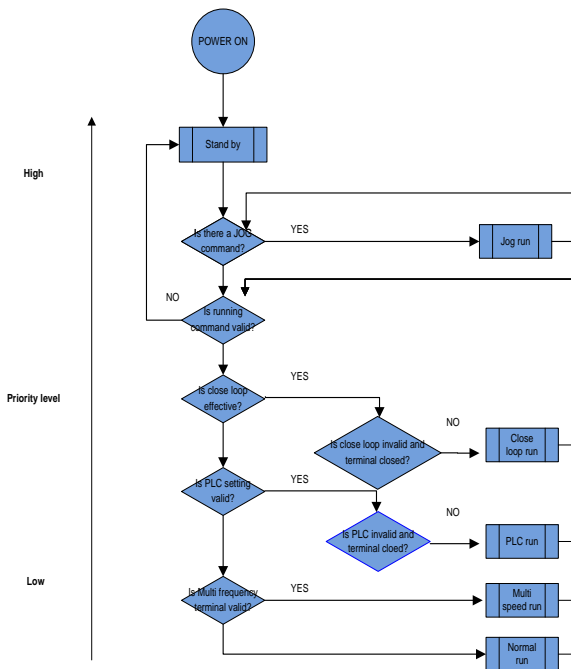 POWER ON
Stand by
High
Is there a JOG
command?
YES
Jog run
NO
Is running
command valid?
Priority level
Is close loop
effective?
YES
Is close loop invalid and
terminal closed?
NO
Close
loop run
Is PLC setting
valid?
YES
Is PLC invalid and
terminal cloed?
NO
PLC run
Low
Is Multi frequency
terminal valid?
YES
Multi
speed run
Normal
run